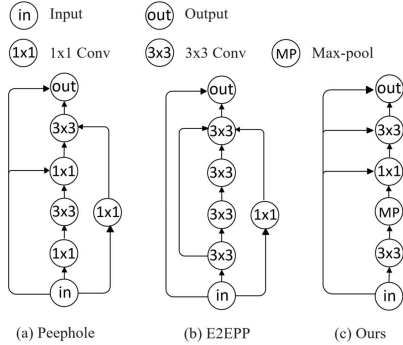 in Input out Output
1x1 1x1 Conv 3x3 3x3 Conv MP Max-pool
out out out
3x3 3x3 3x3
1x1 3x3 1x1
3x3 1x1 3x3 1x1 MP
1x1 3x3 3x3
in in in
(a) Peephole (b) E2EPP (c) Ours